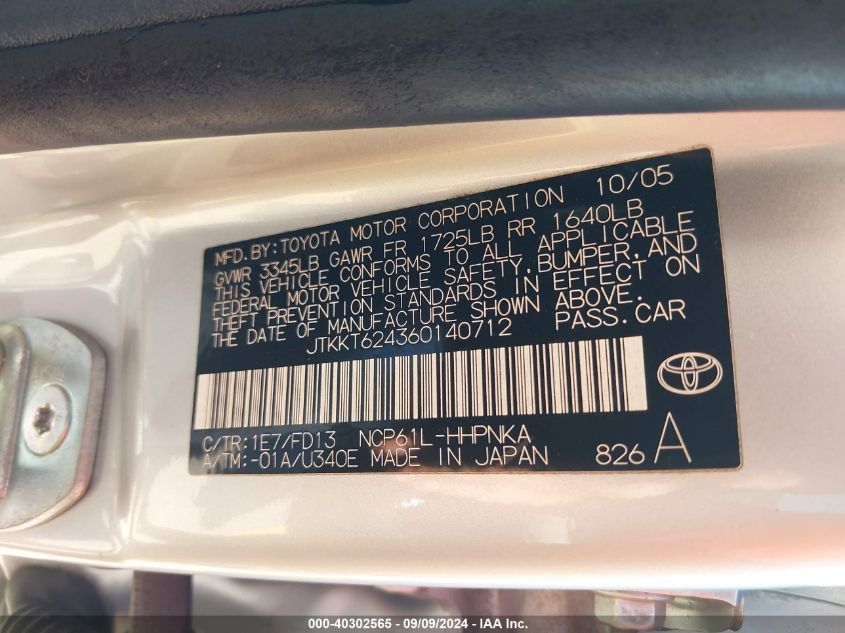 MFD.BY:TOYOTA MOTOR CORPORATION 10/05
GVWR 3345LB GAWR FR 1725LB RR 1640LB
THIS VEHICLE CONFORMS TO ALL APPLICABLE
FEDERAL MOTOR VEHICLE SAFETY,BUMPER,AND
THEFT PREVENTION STANDARDS IN EFFECT ON
THE DATE OF MANUFACTURE SHOWN ABOVE.
JTKKT624360140712 PASS.CAR
C/TR:1E7/FD13 NCP61L-HHPNKA
A/TM:-01A/U340E MADE IN JAPAN 826 A
000-40302565 - 09/09/2024 - IAA Inc.